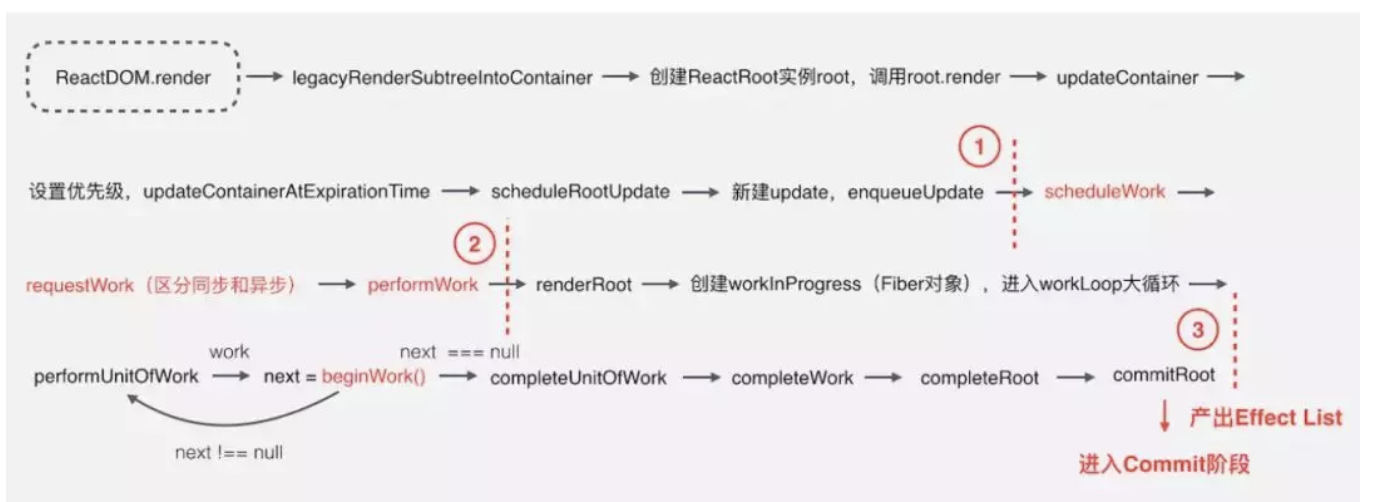 ReactDOM.render legacyRenderSubtreeIntoContainer 创建ReactRoot实例root，调用root.render updateContainer
①
设置优先级，updateContainerAtExpirationTime scheduleRootUpdate 新建update，enqueueUpdate scheduleWork
②
requestWork（区分同步和异步） performWork renderRoot 创建workInProgress（Fiber对象），进入workLoop大循环
③
work next === null
performUnitOfWork next = beginWork() completeUnitOfWork completeWork completeRoot commitRoot
产出Effect List
next !== null
进入Commit阶段